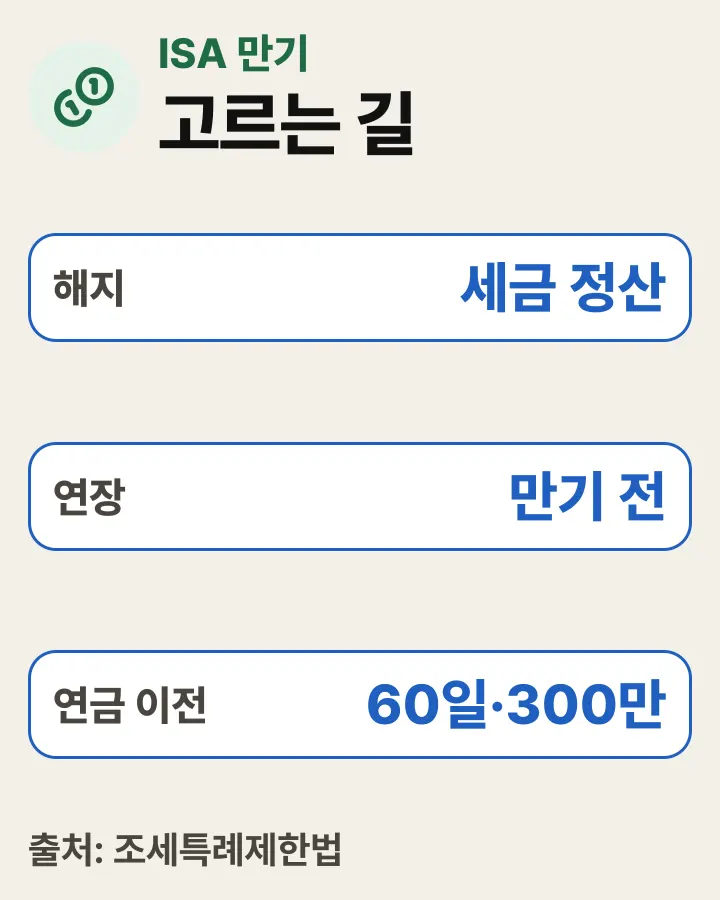 ISA 만기
고르는 길
해지 세금 정산
연장 만기 전
연금 이전 60일·300만
출처: 조세특례제한법